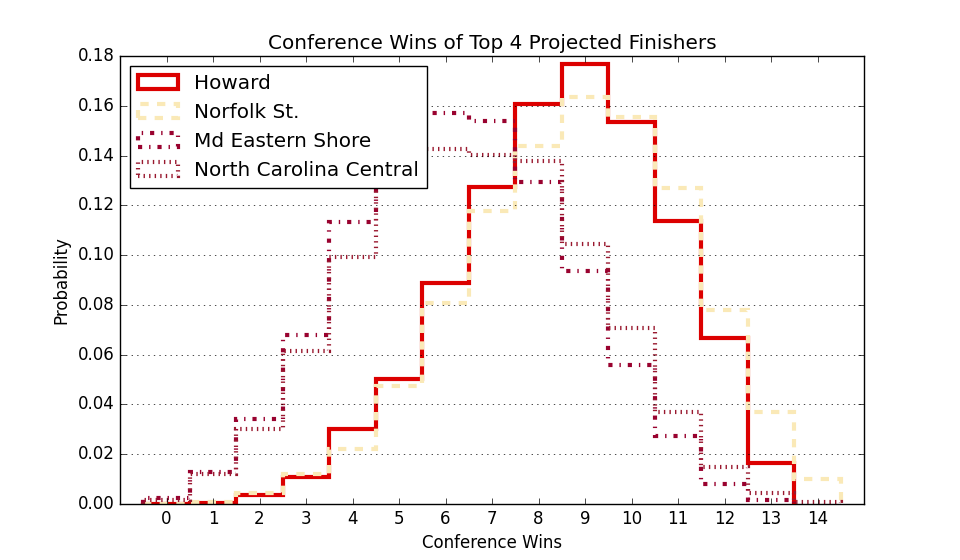 Conference Wins of Top 4 Projected Finishers
0.18
0.16
0.14
0.12
0.10
0.08
0.06
0.04
0.02
0.00
Probability
Howard
Norfolk St.
Md Eastern Shore
North Carolina Central
0 1 2 3 4 5 6 7 8 9 10 11 12 13 14
Conference Wins